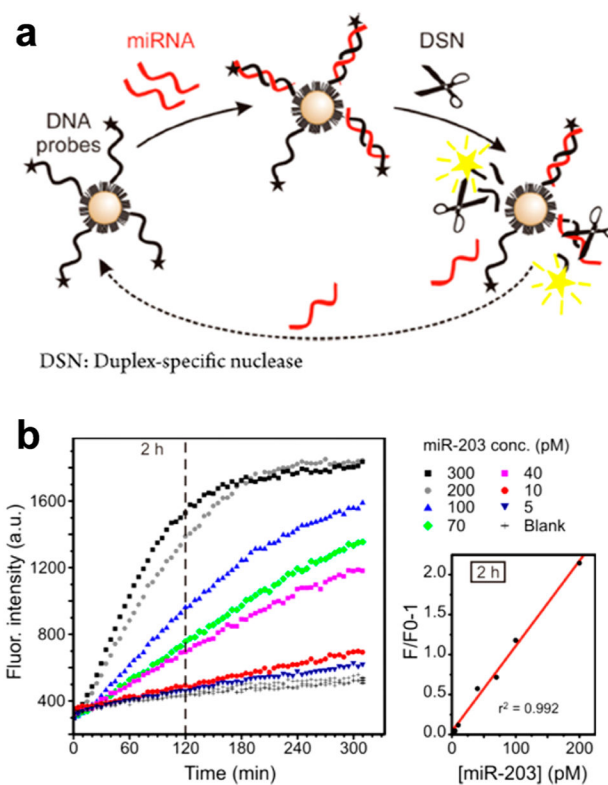 a
miRNA
DSN
DNA
probes
DSN: Duplex-specific nuclease
b
2 h
Fluor. intensity (a.u.)
1600
1200
800
400
0
60
120
180
240
300
Time (min)
miR-203 conc. (pM)
300
40
200
10
100
5
70
Blank
2 h
F/F0-1
2.0
1.5
1.0
0.5
0.0
r² = 0.992
0
100
200
[miR-203] (pM)